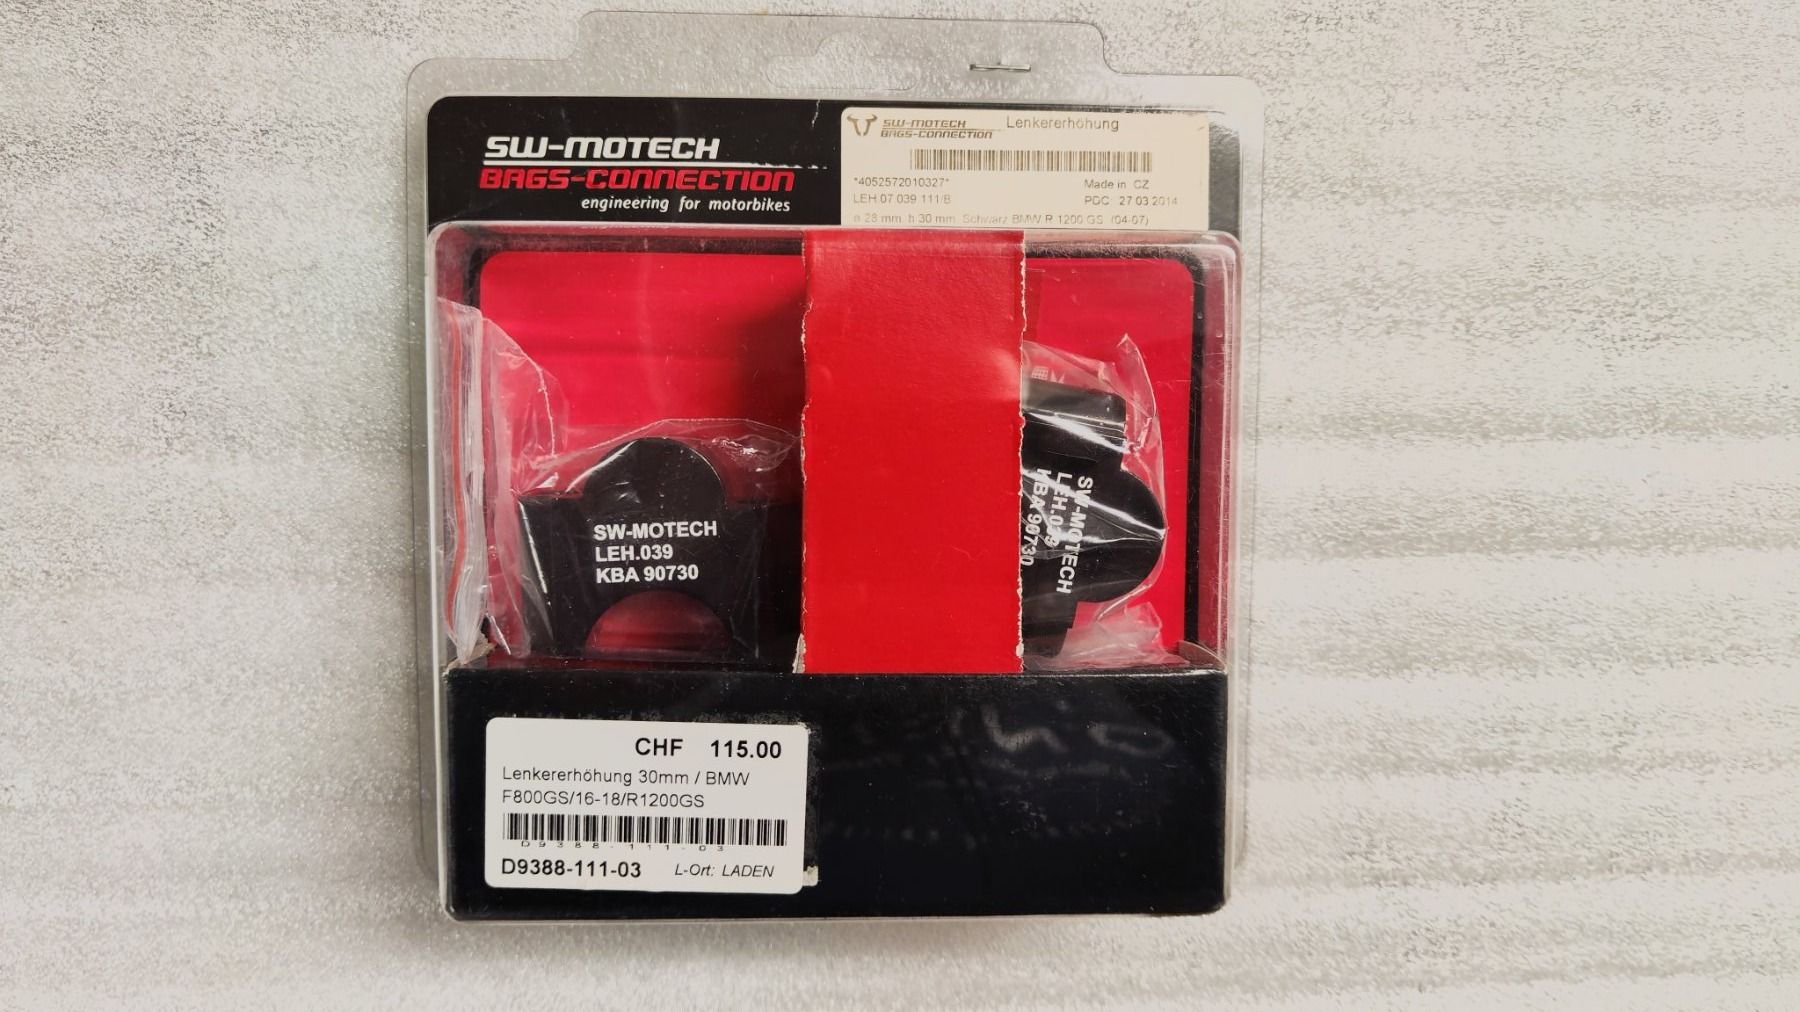 SW-MOTECH
BAGS-CONNECTION
engineering for motorbikes
SW-MOTECH
BAGS-CONNECTION
Lenkererhöhung
*4052572010327*
Made in CZ
LEH.07 039 111/B
PDC 27 03 2014
ø 28 mm h 30 mm Schwarz BMW R 1200 GS (04-07)
SW-MOTECH
LEH.039
KBA 90730
SW-MOTECH
LEH.039
KBA 90730
CHF 115.00
Lenkererhöhung 30mm / BMW
F800GS/16-18/R1200GS
D9388-111-03
D9388-111-03
L-Ort: LADEN